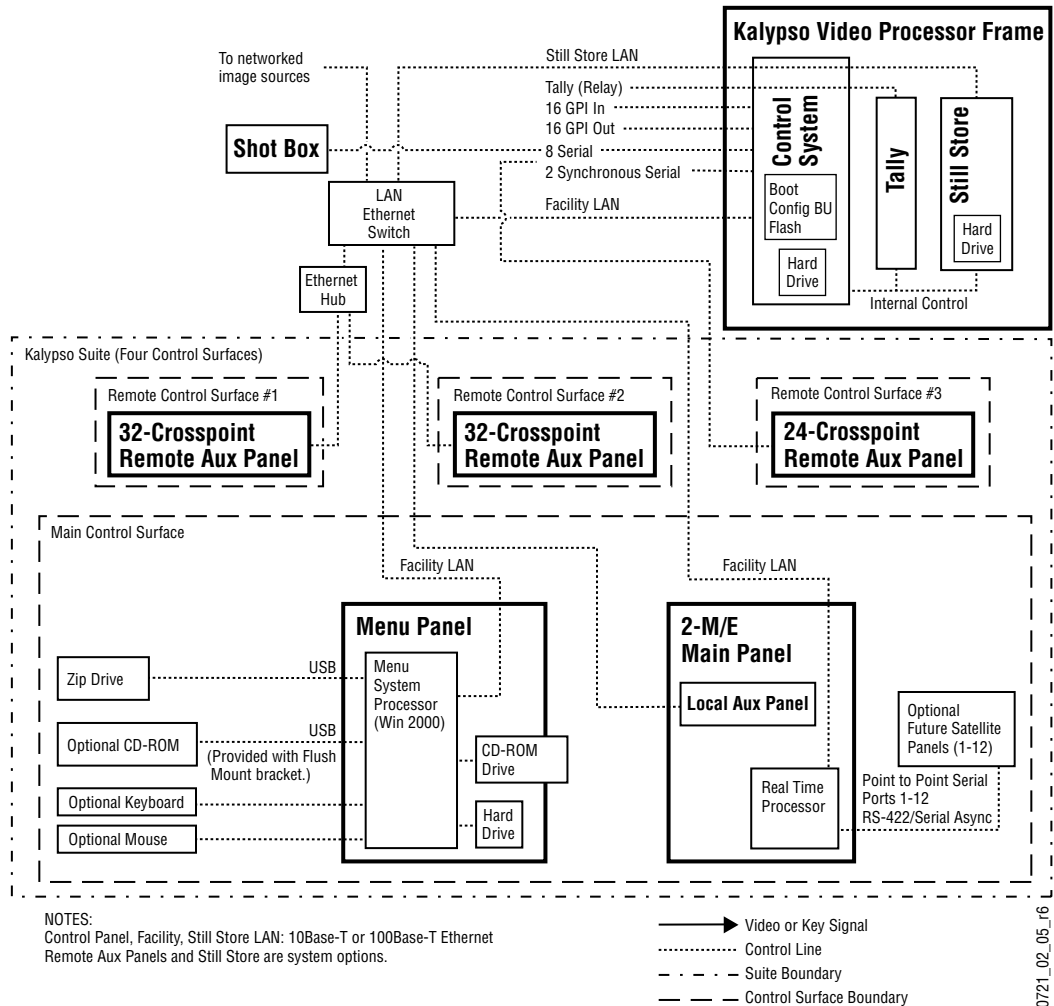 Kalypso Video Processor Frame
To networked
image sources
Still Store LAN
Tally (Relay)
16 GPI In
16 GPI Out
8 Serial
2 Synchronous Serial
Facility LAN
Shot Box
LAN
Ethernet
Switch
Ethernet
Hub
Control
System
Boot
Config BU
Flash
Hard
Drive
Tally
Still Store
Hard
Drive
Internal Control
Kalypso Suite (Four Control Surfaces)
Remote Control Surface #1
32-Crosspoint
Remote Aux Panel
Remote Control Surface #2
32-Crosspoint
Remote Aux Panel
Remote Control Surface #3
24-Crosspoint
Remote Aux Panel
Main Control Surface
Facility LAN
Facility LAN
Menu Panel
Menu
System
Processor
(Win 2000)
CD-ROM
Drive
Hard
Drive
Zip Drive
USB
Optional CD-ROM
USB
(Provided with Flush
Mount bracket.)
Optional Keyboard
Optional Mouse
2-M/E
Main Panel
Local Aux Panel
Real Time
Processor
Optional
Future Satellite
Panels (1-12)
Point to Point Serial
Ports 1-12
RS-422/Serial Async
NOTES:
Control Panel, Facility, Still Store LAN: 10Base-T or 100Base-T Ethernet
Remote Aux Panels and Still Store are system options.
Video or Key Signal
Control Line
Suite Boundary
Control Surface Boundary
0721_02_05_r6